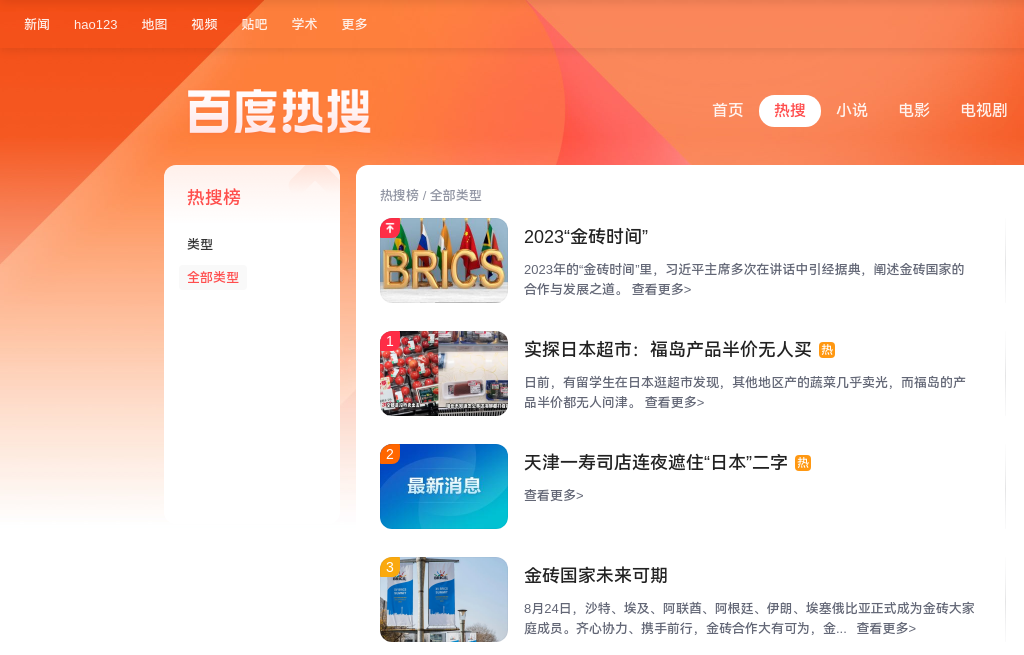 新闻 hao123 地图 视频 贴吧 学术 更多
百度热搜
首页 热搜 小说 电影 电视剧
热搜榜
类型
全部类型
热搜榜 / 全部类型
BRICS
2023“金砖时间”
2023年的“金砖时间”里，习近平主席多次在讲话中引经据典，阐述金砖国家的
合作与发展之道。 查看更多>
1
实探日本超市：福岛产品半价无人买 热
日前，有留学生在日本逛超市发现，其他地区产的蔬菜几乎卖光，而福岛的产
品半价都无人问津。 查看更多>
2
最新消息
天津一寿司店连夜遮住“日本”二字 热
查看更多>
3
金砖国家未来可期
8月24日，沙特、埃及、阿联酋、阿根廷、伊朗、埃塞俄比亚正式成为金砖大家
庭成员。齐心协力、携手前行，金砖合作大有可为，金... 查看更多>